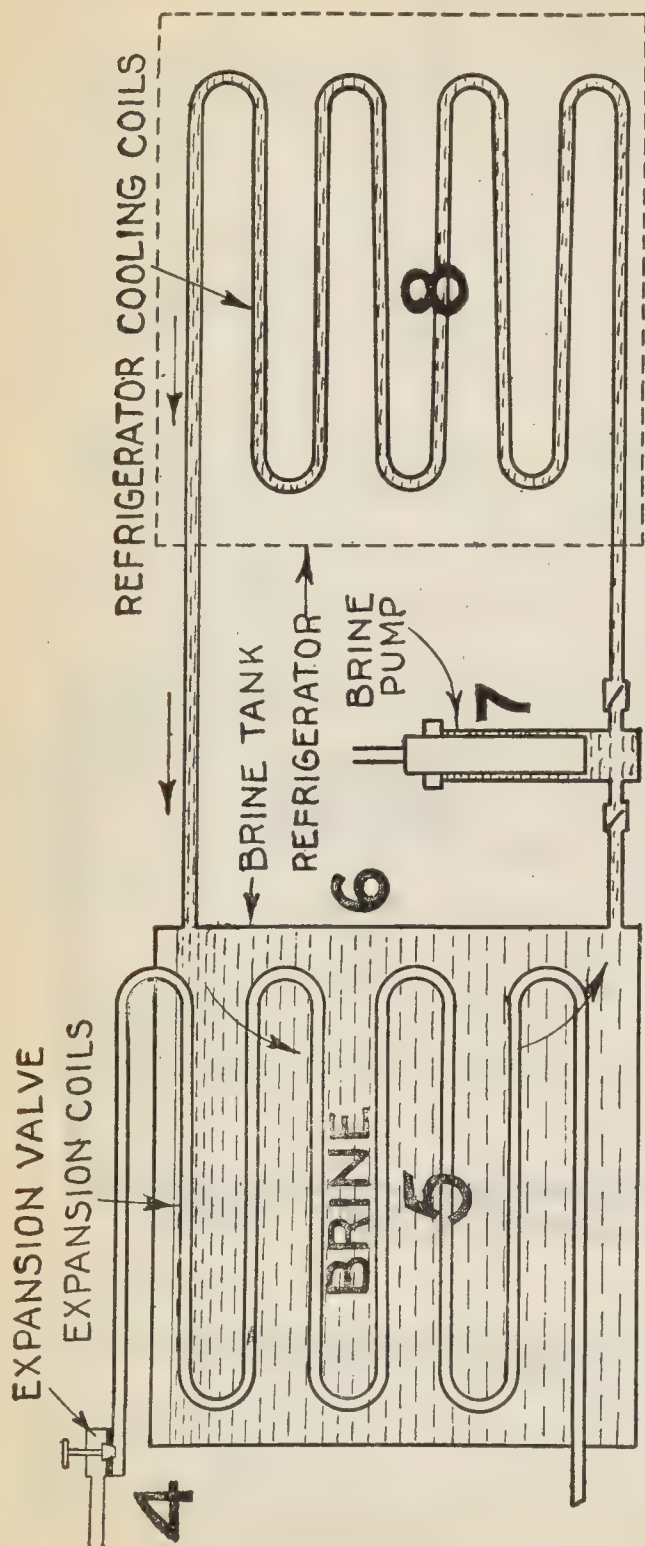 EXPANSION VALVE
EXPANSION COILS
4
BRINE
5
BRINE TANK
REFRIGERATOR
6
BRINE
PUMP
7
REFRIGERATOR COOLING COILS
8